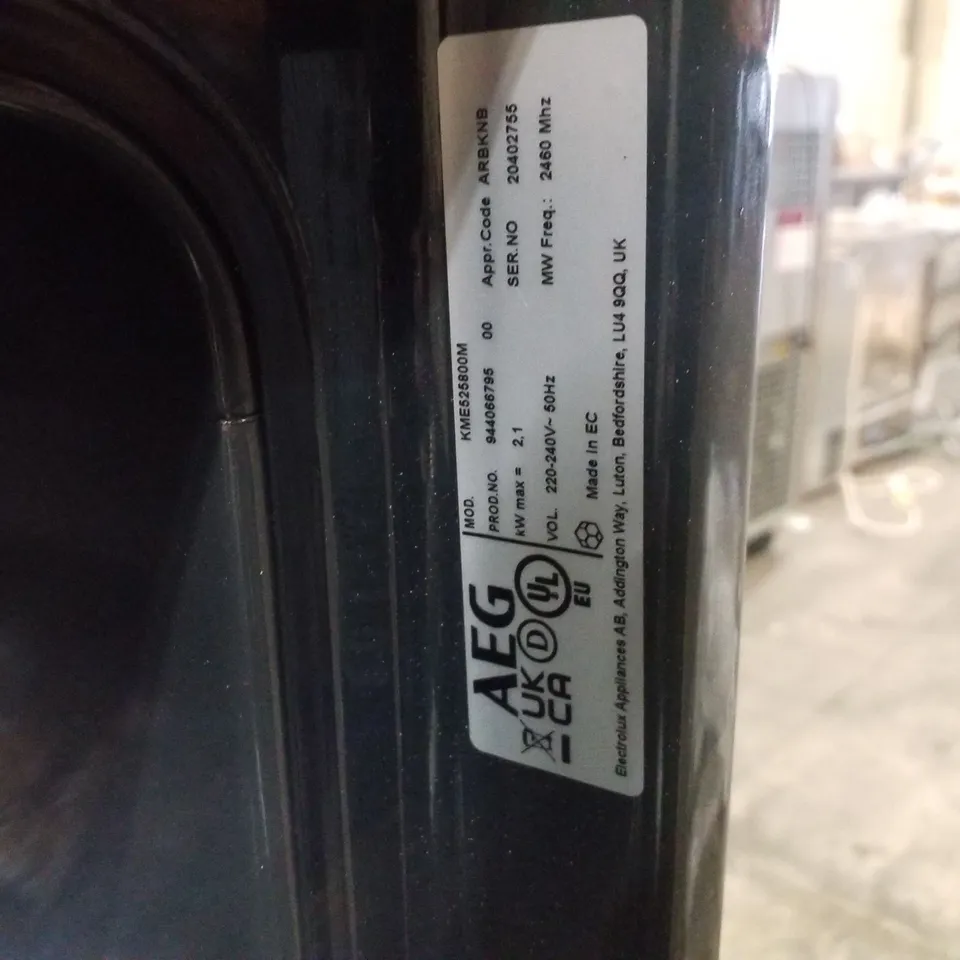 AEG
UK
CA
D
UL
EU
MOD. KME525800M
PROD.NO. 944066795 00 Appr.Code ARBKNB
kW max = 2,1 SER.NO 20402755
VOL. 220-240V~ 50Hz MW Freq.: 2460 Mhz
Made in EC
Electrolux Appliances AB, Addington Way, Luton, Bedfordshire, LU4 9QQ, UK